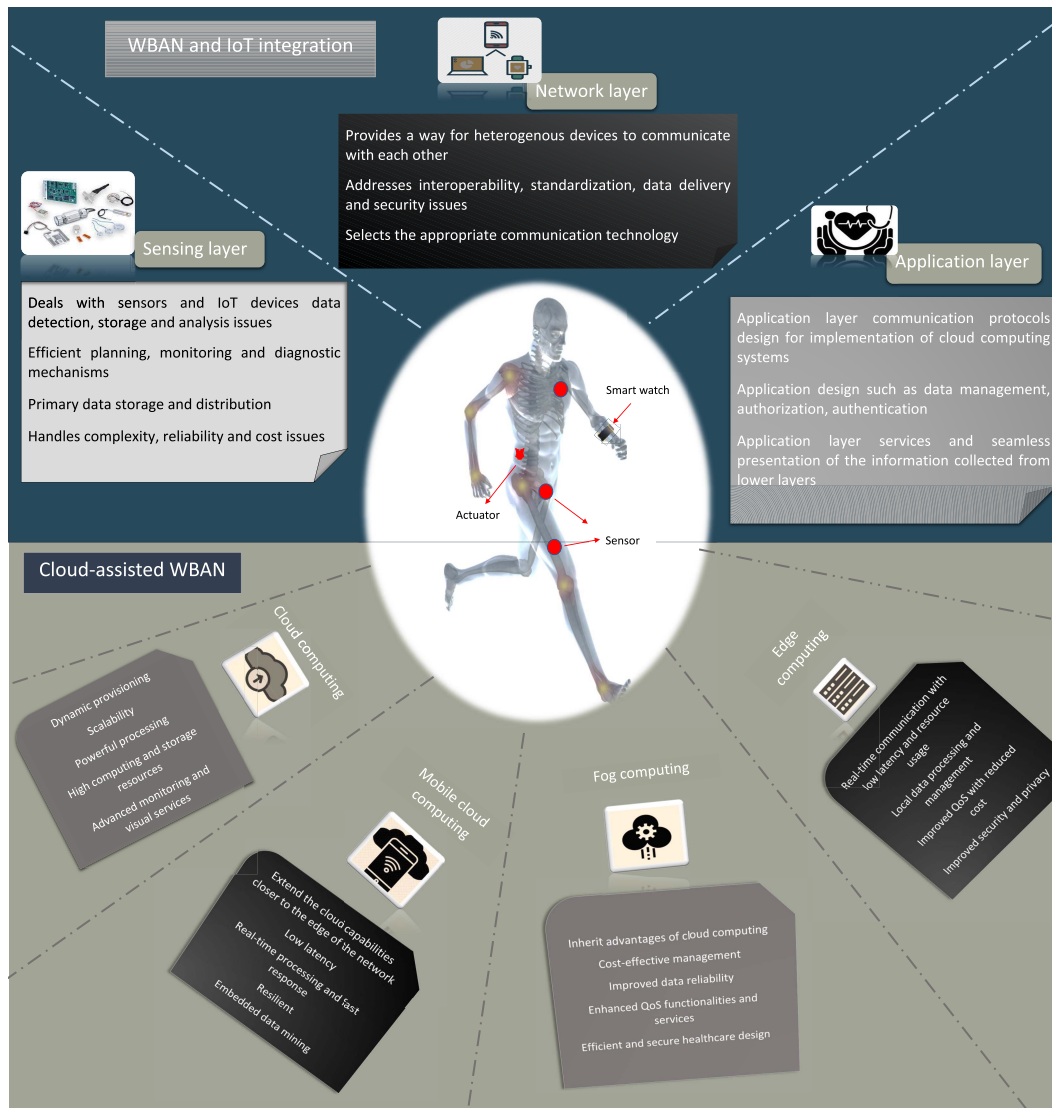 WBAN and IoT integration
Network layer
Provides a way for heterogenous devices to communicate
with each other
Addresses interoperability, standardization, data delivery
and security issues
Selects the appropriate communication technology
Sensing layer
Deals with sensors and IoT devices data
detection, storage and analysis issues
Efficient planning, monitoring and diagnostic
mechanisms
Primary data storage and distribution
Handles complexity, reliability and cost issues
Application layer
Application layer communication protocols
design for implementation of cloud computing
systems
Application design such as data management,
authorization, authentication
Application layer services and seamless
presentation of the information collected from
lower layers
Smart watch
Actuator
Sensor
Cloud-assisted WBAN
Cloud computing
Dynamic provisioning
Scalability
Powerful processing
High computing and storage
resources
Advanced monitoring and
visual services
Mobile cloud
computing
Extend the cloud capabilities
closer to the edge of the network
Low latency
Real-time processing and fast
response
Resilient
Embedded data mining
Fog computing
Inherit advantages of cloud computing
Cost-effective management
Improved data reliability
Enhanced QoS functionalities and
services
Efficient and secure healthcare design
Edge
computing
Real-time communication with
low latency and resource
usage
Local data processing and
management
Improved QoS with reduced
cost
Improved security and privacy